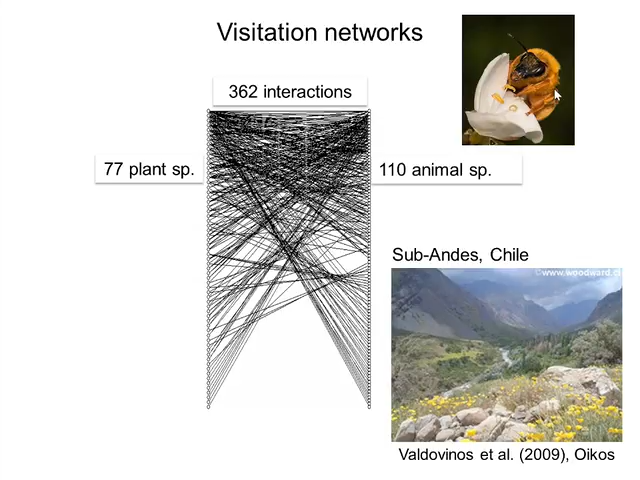 Visitation networks
362 interactions
77 plant sp.
110 animal sp.
Sub-Andes, Chile
©www.woodward.cl
Valdovinos et al. (2009), Oikos